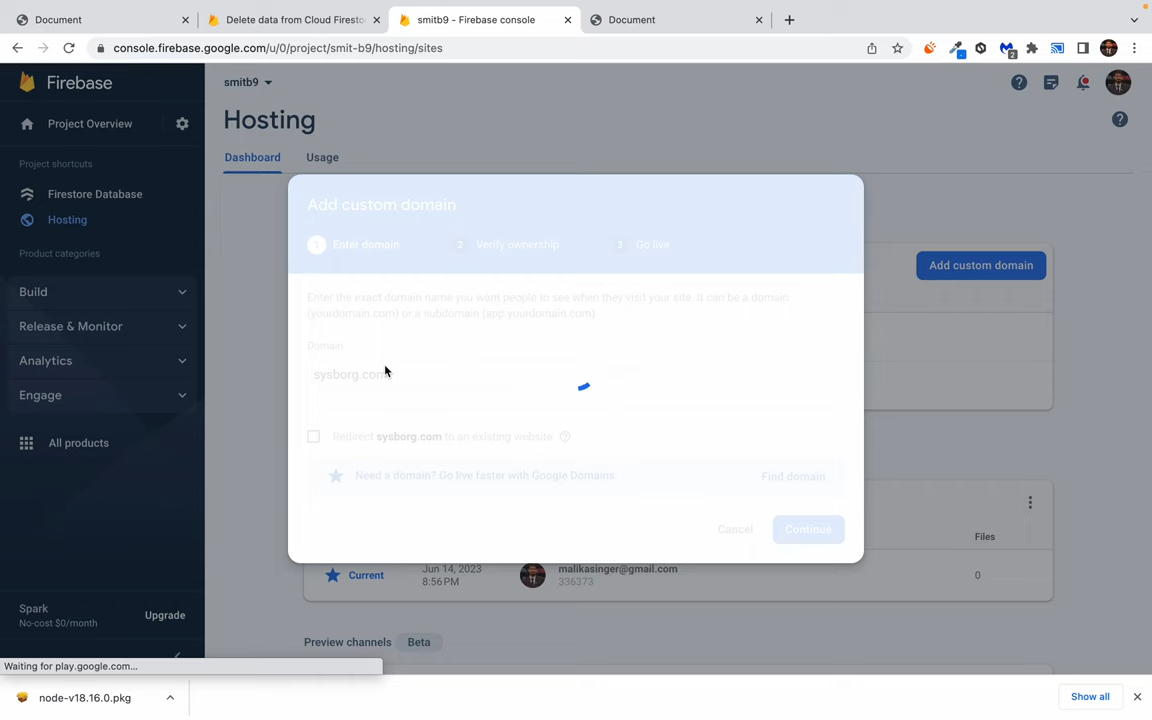 Document
Delete data from Cloud Firesto
smitb9 - Firebase console
Document
console.firebase.google.com/u/0/project/smit-b9/hosting/sites
2
Firebase
smitb9
Project Overview
Hosting
Dashboard
Usage
Project shortcuts
Firestore Database
Hosting
Product categories
Build
Release & Monitor
Analytics
Engage
All products
Spark
No-cost $0/month
Upgrade
Add custom domain
Add custom domain
1 Enter domain
2 Verify ownership
3 Go live
Enter the exact domain name you want people to see when they visit your site. It can be a domain
(yourdomain.com) or a subdomain (app.yourdomain.com).
Domain
sysborg.com
Redirect sysborg.com to an existing website
Need a domain? Go live faster with Google Domains.
Find domain
Cancel
Continue
Files
Current
Jun 14, 2023
8:56 PM
malikasinger@gmail.com
336373
0
Preview channels
Beta
Waiting for play.google.com...
node-v18.16.0.pkg
Show all